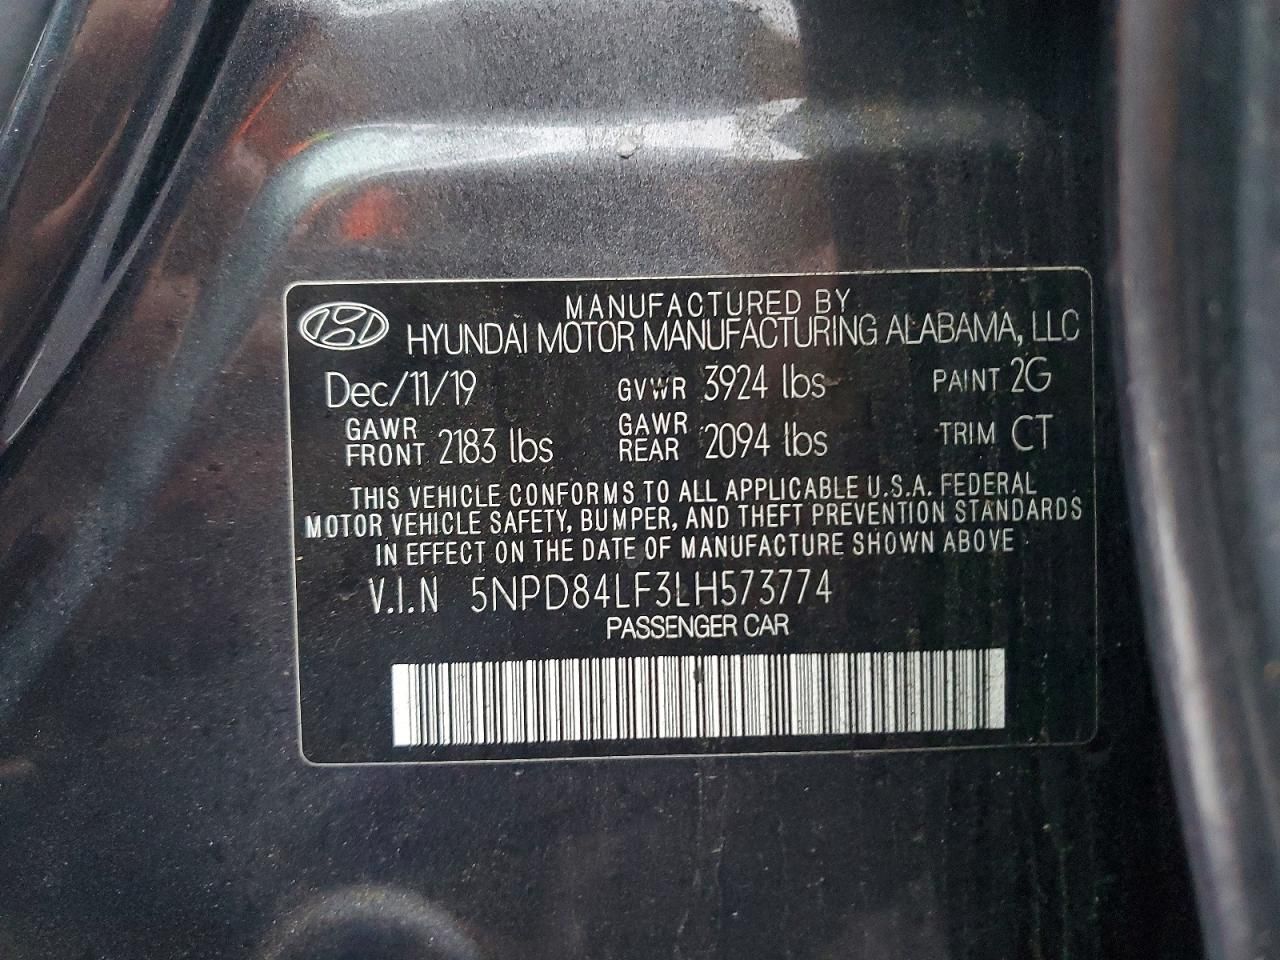 MANUFACTURED BY
HYUNDAI MOTOR MANUFACTURING ALABAMA, LLC
Dec/11/19 GVWR 3924 lbs PAINT 2G
GAWR FRONT 2183 lbs GAWR REAR 2094 lbs TRIM CT
THIS VEHICLE CONFORMS TO ALL APPLICABLE U.S.A. FEDERAL
MOTOR VEHICLE SAFETY, BUMPER, AND THEFT PREVENTION STANDARDS
IN EFFECT ON THE DATE OF MANUFACTURE SHOWN ABOVE
V.I.N 5NPD84LF3LH573774
PASSENGER CAR